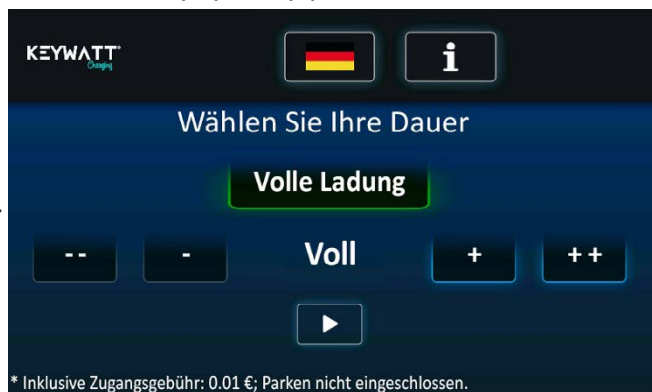 KEYWATT
Charging
i
Wählen Sie Ihre Dauer
Volle Ladung
-- - Voll + ++
* Inklusive Zugangsgebühr: 0.01 €; Parken nicht eingeschlossen.